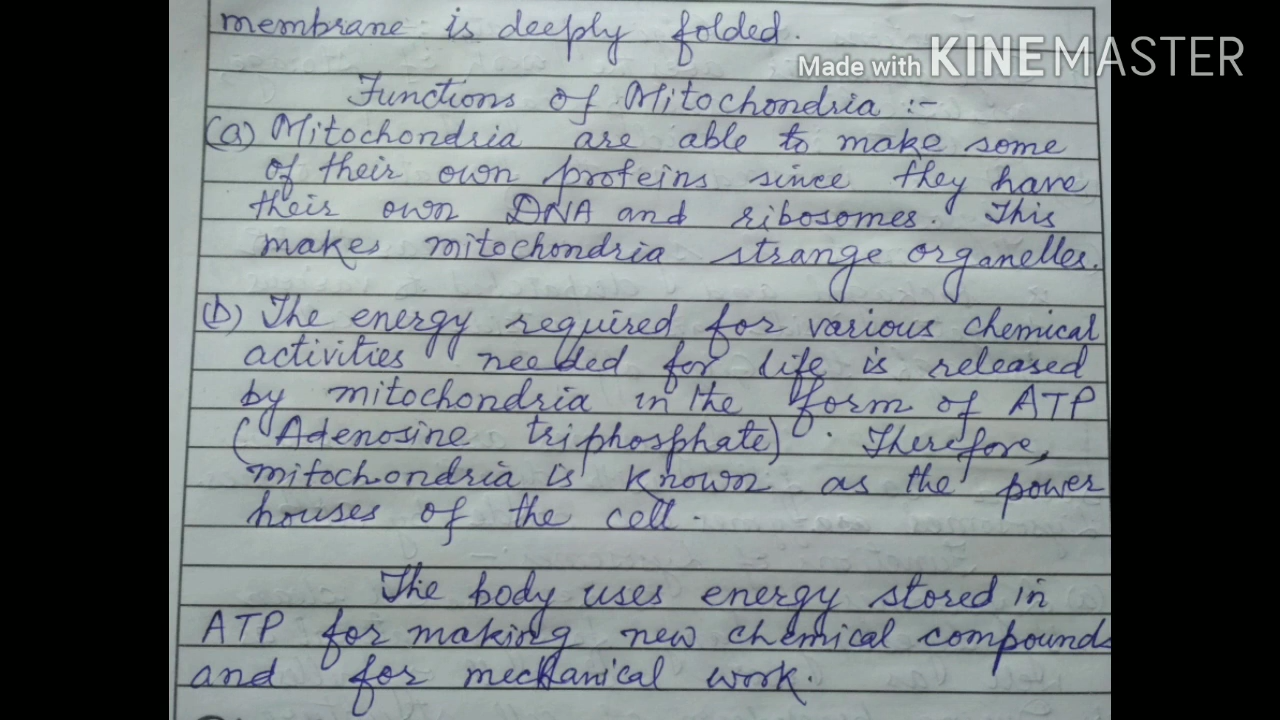 membrane is deeply folded.
Made with KINEMASTER
Functions of Mitochondria :-
(a) Mitochondria are able to make some
of their own proteins since they have
their own DNA and ribosomes. This
makes mitochondria strange organelles.
(b) The energy required for various chemical
activities needed for life is released
by mitochondria in the form of ATP
(Adenosine triphosphate). Therefore,
mitochondria is known as the power
houses of the cell.
The body uses energy stored in
ATP for making new chemical compounds
and for mechanical work.